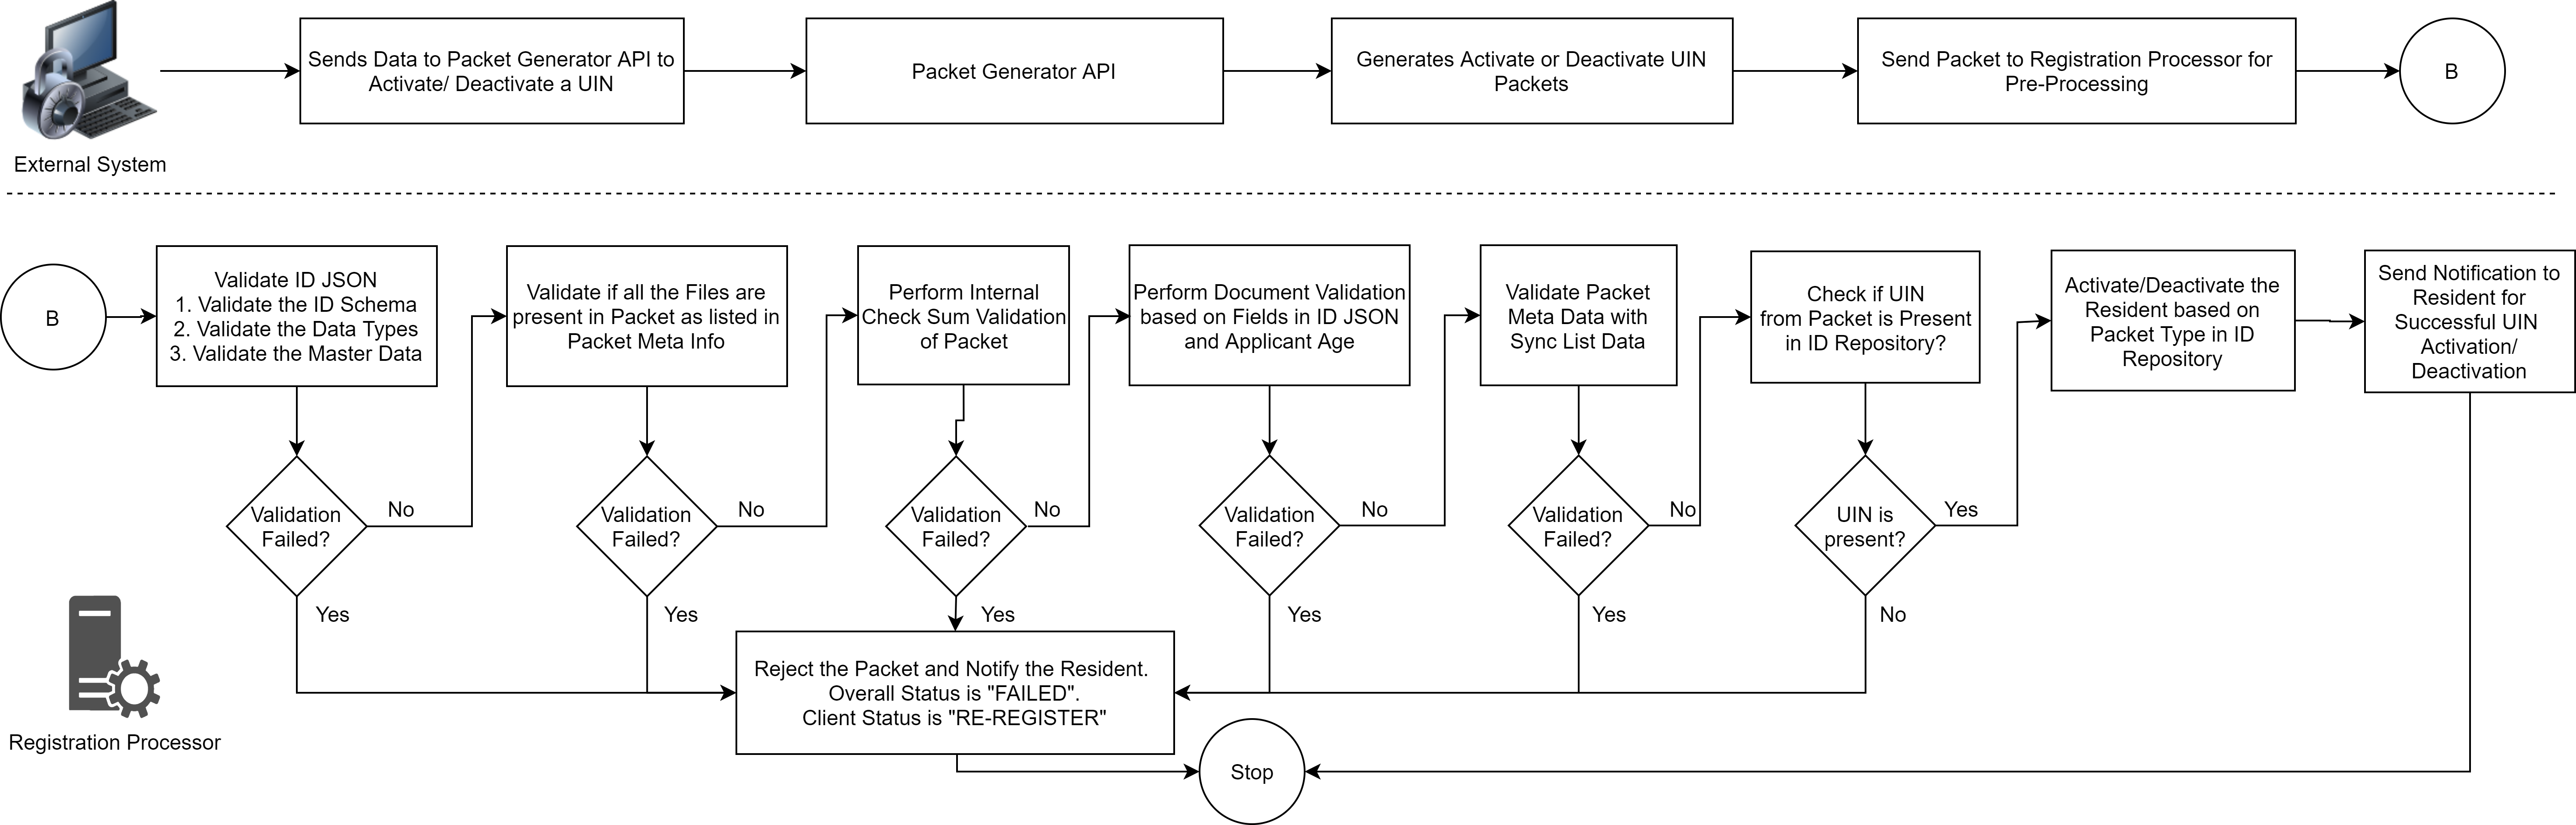 Sends Data to Packet Generator API to
Activate/ Deactivate a UIN
Packet Generator API
Generates Activate or Deactivate UIN
Packets
Send Packet to Registration Processor for
Pre-Processing
B
External System
B
Validate ID JSON
1. Validate the ID Schema
2. Validate the Data Types
3. Validate the Master Data
Validate if all the Files are
present in Packet as listed in
Packet Meta Info
Perform Internal
Check Sum Validation
of Packet
Perform Document Validation
based on Fields in ID JSON
and Applicant Age
Validate Packet
Meta Data with
Sync List Data
Check if UIN
from Packet is Present
in ID Repository?
Activate/Deactivate the
Resident based on
Packet Type in ID
Repository
Send Notification to
Resident for
Successful UIN
Activation/
Deactivation
Validation
Failed?
No
Validation
Failed?
No
Validation
Failed?
No
Validation
Failed?
No
Validation
Failed?
No
UIN is
present?
Yes
Yes
Yes
Yes
Yes
Yes
No
Reject the Packet and Notify the Resident.
Overall Status is "FAILED".
Client Status is "RE-REGISTER"
Registration Processor
Stop